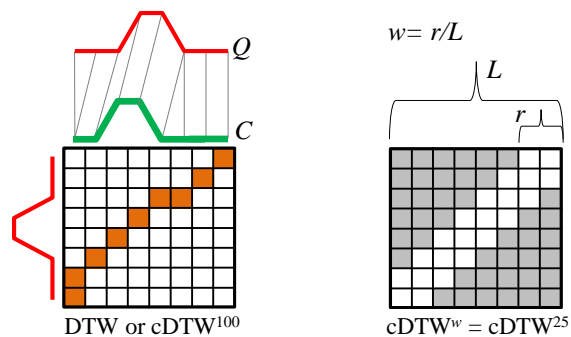 Q
C
DTW or cDTW¹⁰⁰
w= r/L
L
r
cDTWʷ = cDTW²⁵